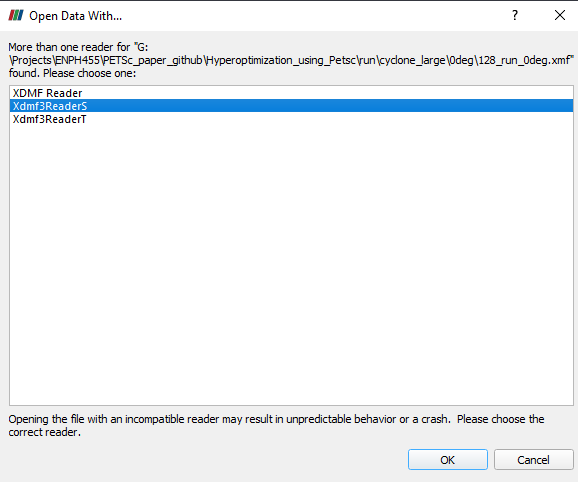 Open Data With...
?
More than one reader for "G:
\Projects\ENPH455\PETSc_paper_github\Hyperoptimization_using_Petsc\run\cyclone_large\0deg\128_run_0deg.xmf"
found. Please choose one:
XDMF Reader
Xdmf3ReaderS
Xdmf3ReaderT
Opening the file with an incompatible reader may result in unpredictable behavior or a crash.  Please choose the
correct reader.
OK
Cancel